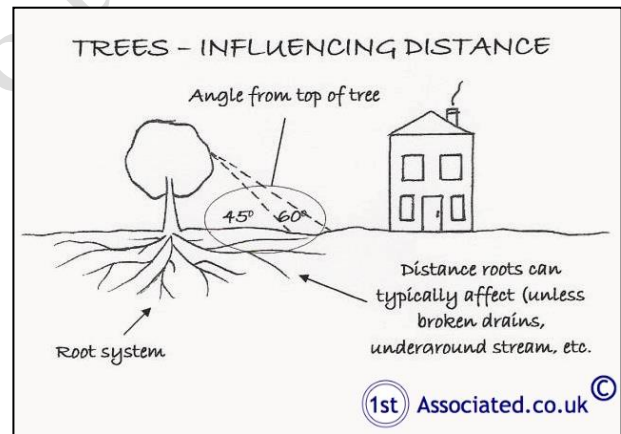 TREES – INFLUENCING DISTANCE
Angle from top of tree
45° 60°
Distance roots can
typically affect (unless
broken drains,
underground stream, etc.
Root system
1st Associated.co.uk ©